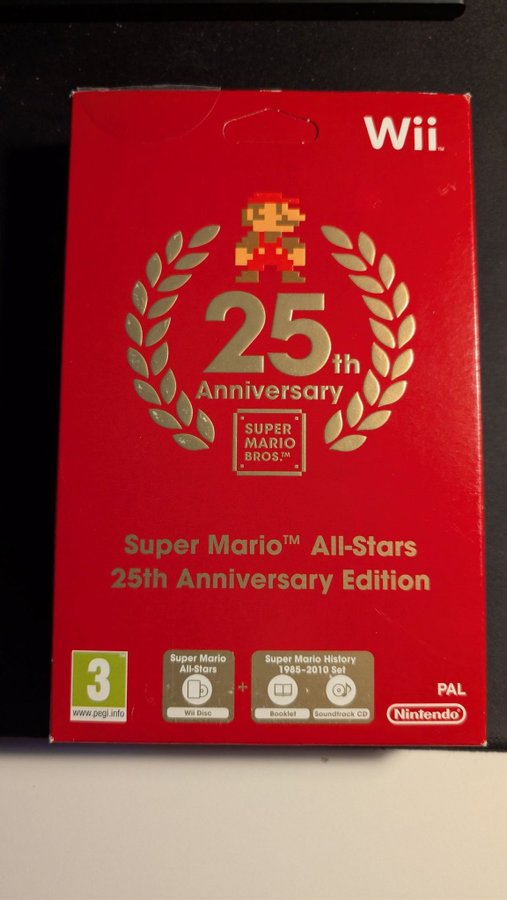 Wii™
25th
Anniversary
SUPER
MARIO
BROS.™
Super Mario™ All-Stars
25th Anniversary Edition
3
www.pegi.info
Super Mario
All-Stars
Wii Disc
+
Super Mario History
1985-2010 Set
Booklet
Soundtrack CD
PAL
Nintendo®